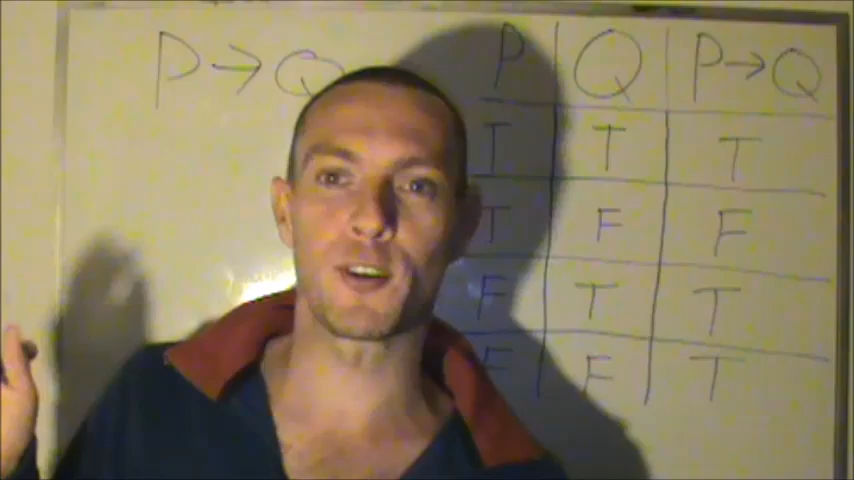 P → Q
P Q P → Q
T T T
T F F
F T T
F F T